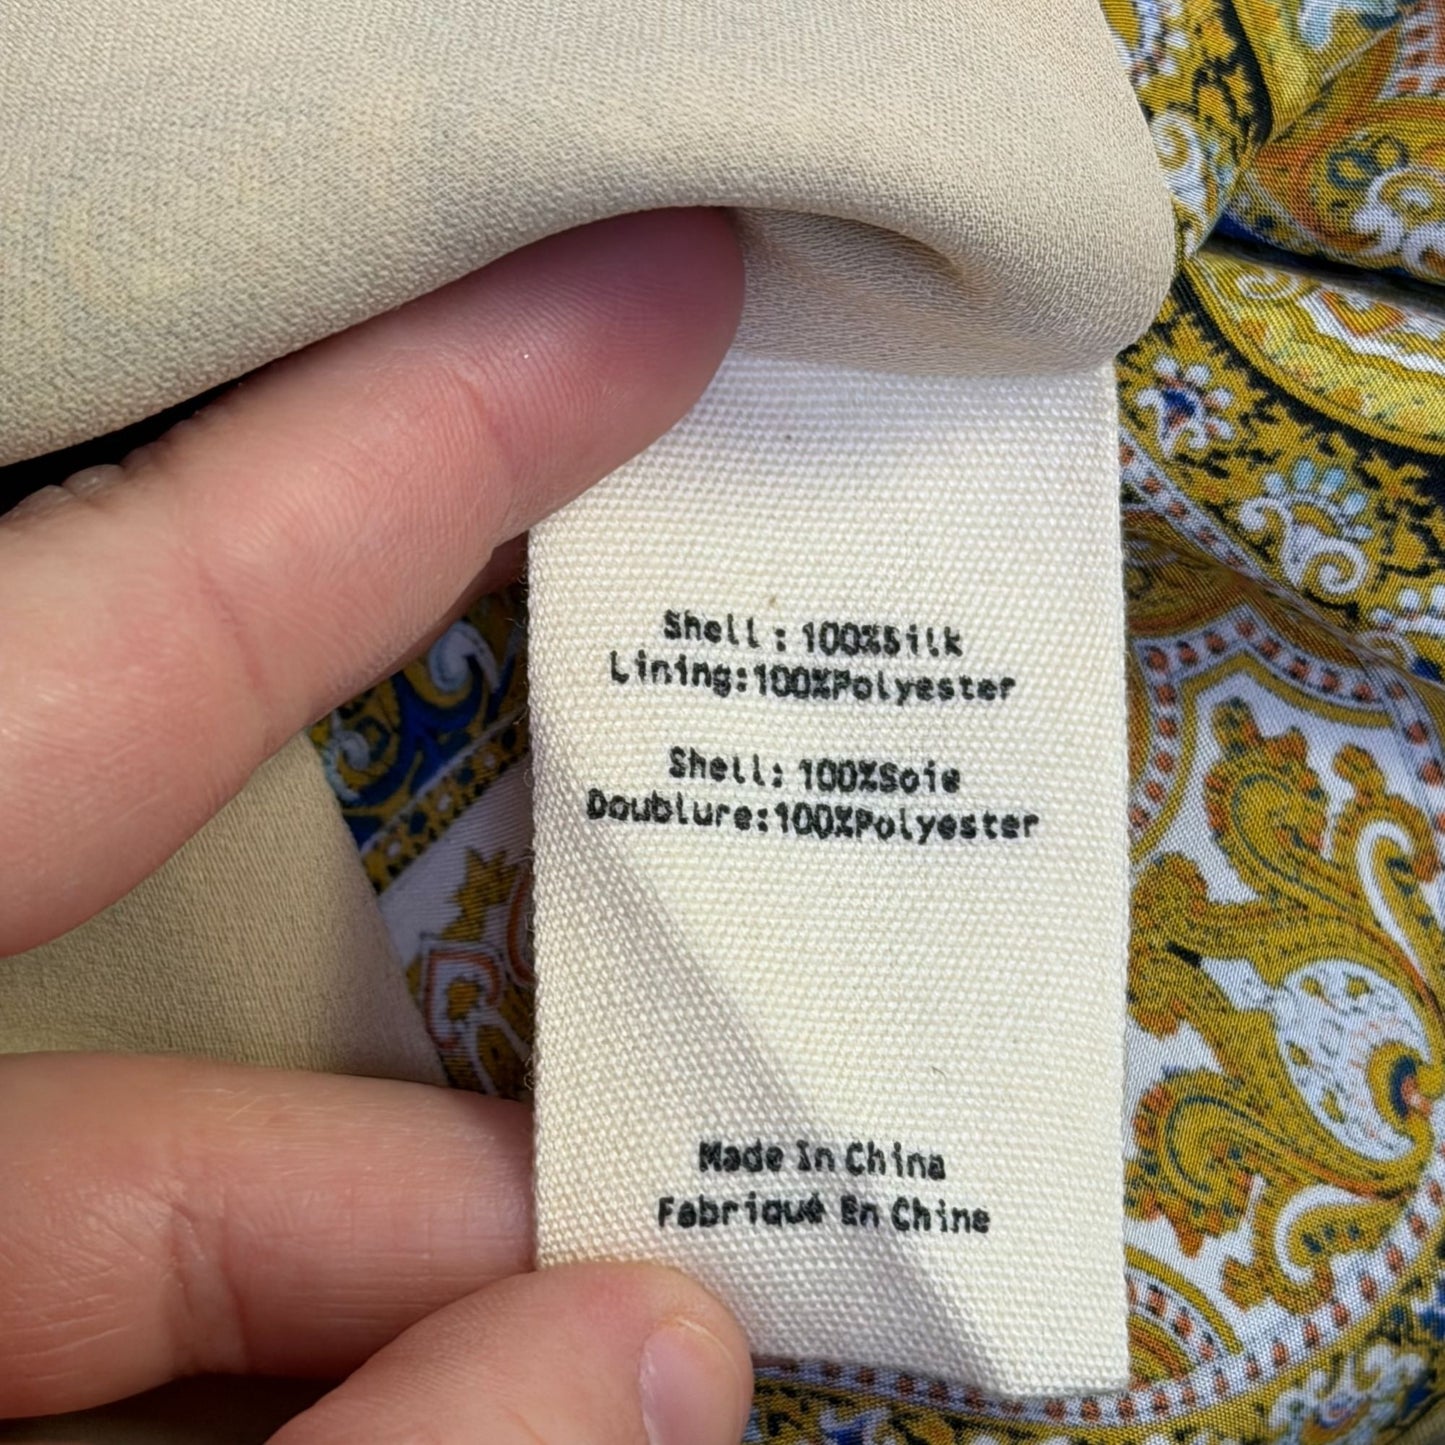 Shell: 100%Silk
Lining:100%Polyester
Shell: 100%Soie
Doublure:100%Polyester
Made In China
Fabriqué En Chine